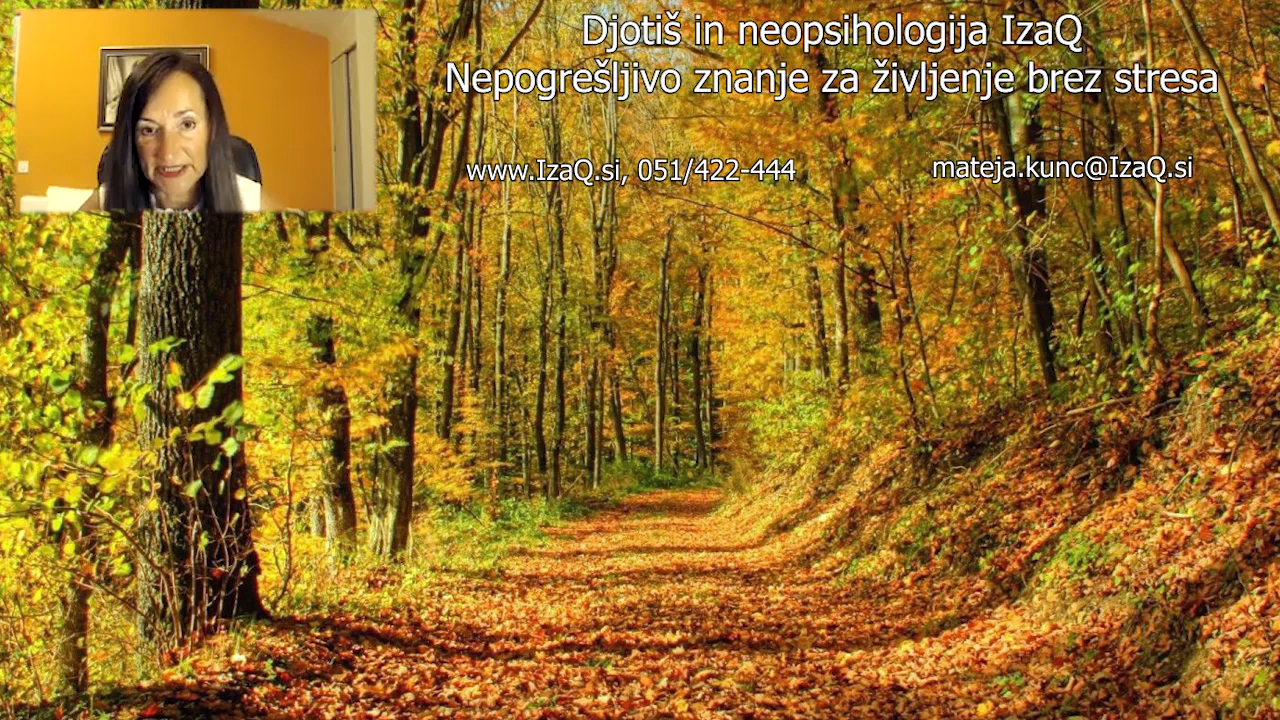 Djotiš in neopsihologija IzaQ
Nepogrešljivo znanje za življenje brez stresa
www.IzaQ.si, 051/422-444
mateja.kunc@IzaQ.si